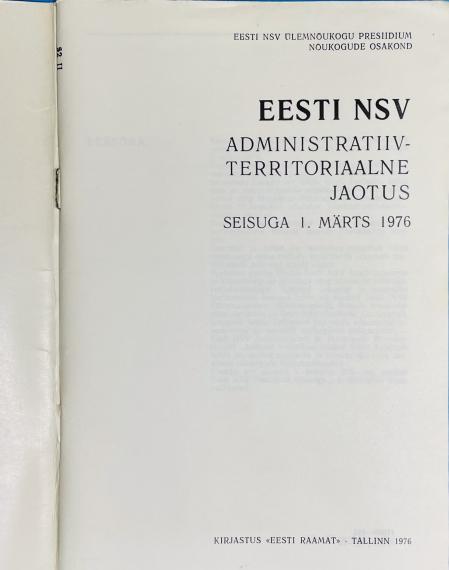 EESTI NSV ÜLEMNÕUKOGU PRESIIDIUM
NÕUKOGUDE OSAKOND
EESTI NSV
ADMINISTRATIIV-
TERRITORIAALNE
JAOTUS
SEISUGA 1. MÄRTS 1976
KIRJASTUS «EESTI RAAMAT» · TALLINN 1976